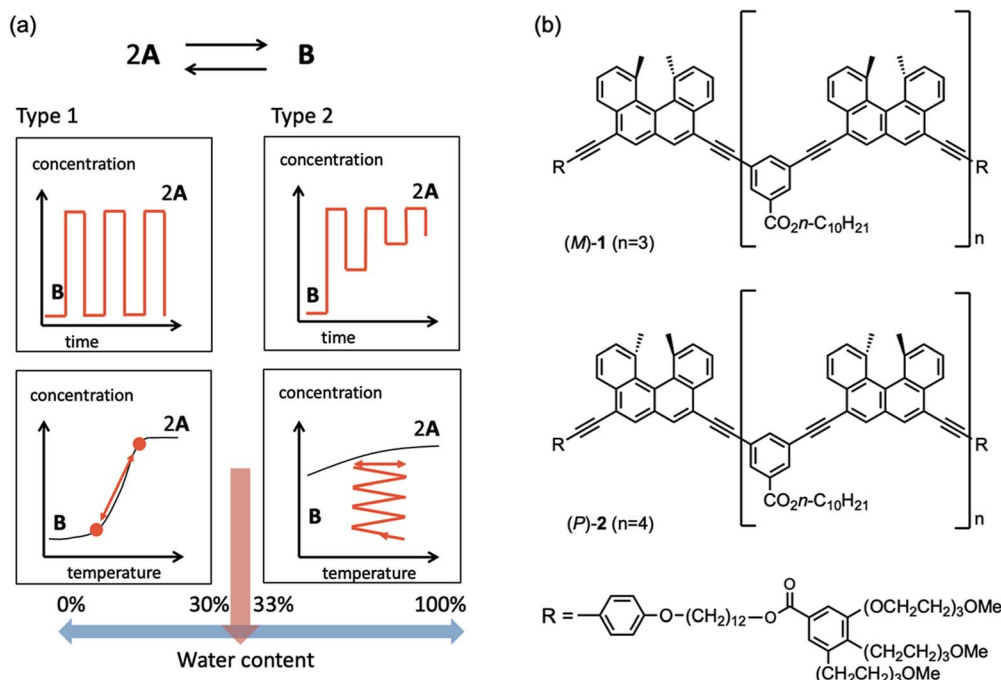 (a)
2A B
Type 1
Type 2
concentration
2A
B
time
concentration
2A
B
time
concentration
2A
B
temperature
concentration
2A
B
temperature
0% 30% 33% 100%
Water content
(b)
R
R
CO₂n-C₁₀H₂₁
n
(M)-1 (n=3)
R
R
CO₂n-C₁₀H₂₁
n
(P)-2 (n=4)
O
R = O-(CH₂)₁₂-O
(OCH₂CH₂)₃OMe
(CH₂CH₂)₃OMe
(CH₂CH₂)₃OMe